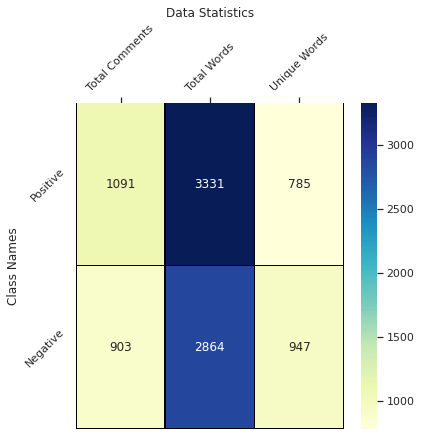 Data Statistics
Total Comments
Total Words
Unique Words
Class Names
Positive
1091 3331 785
Negative
903 2864 947
3000
2500
2000
1500
1000